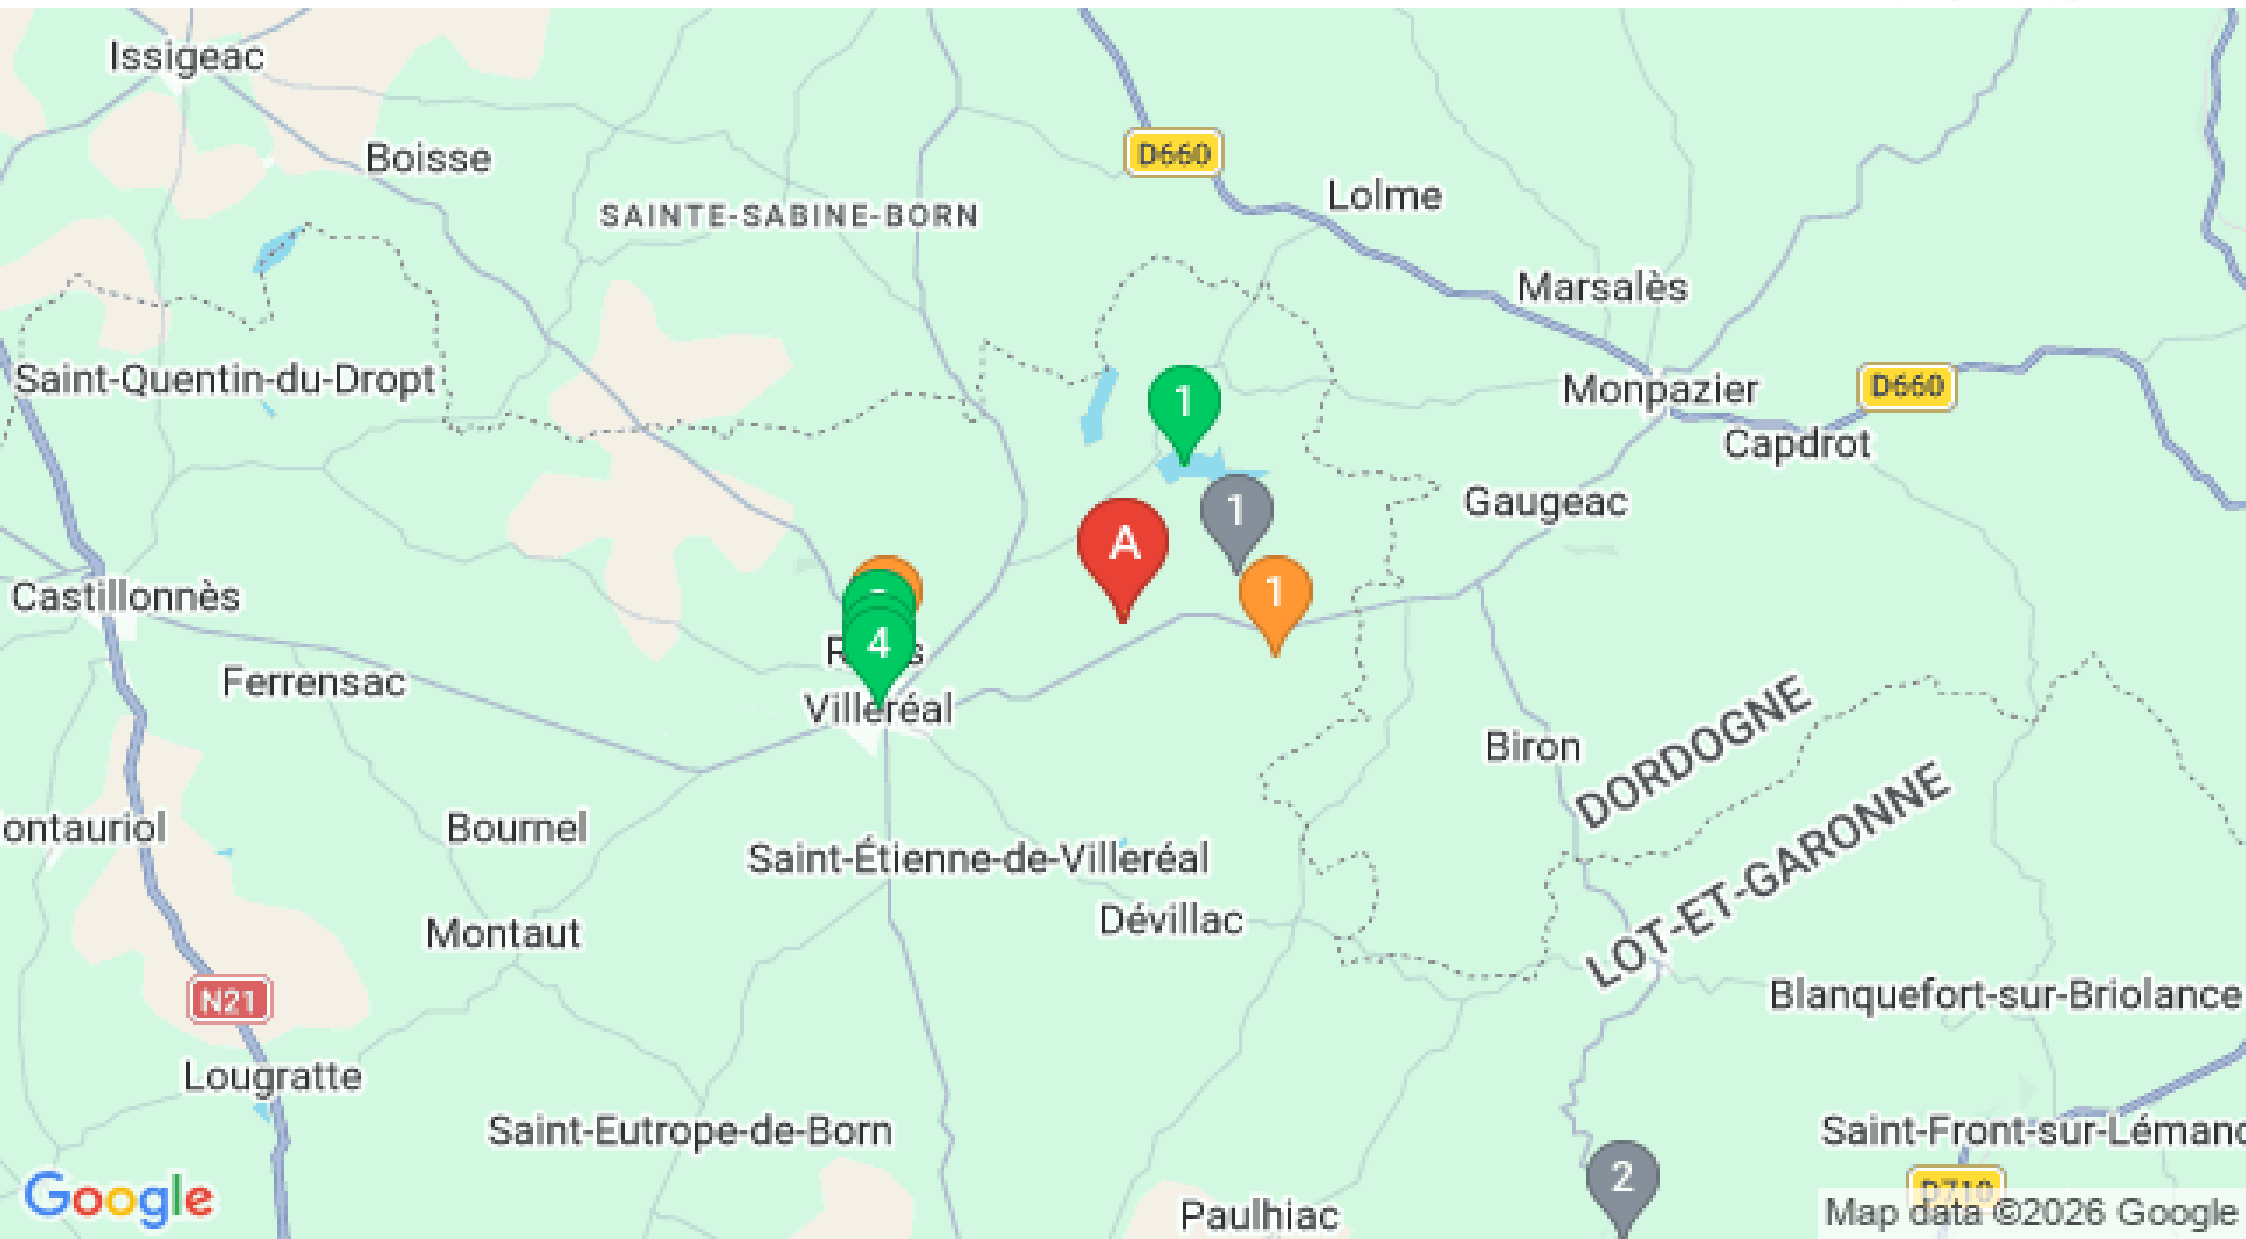 Issigeac
Boisse
D660
Lolme
SAINTE-SABINE-BORN
Marsalès
Saint-Quentin-du-Dropt
1
Monpazier
D660
Capdrot
1
Gaugeac
A
Castillonnès
1
4
Ferrensac
Villeréal
Biron
DORDOGNE
LOT-ET-GARONNE
ontauriol
Bournel
Saint-Étienne-de-Villeréal
Dévillac
Montaut
N21
Blanquefort-sur-Briolance
Lougratte
Saint-Eutrope-de-Born
Saint-Front-sur-Lémanc
2
D710
Google
Paulhiac
Map data ©2026 Google